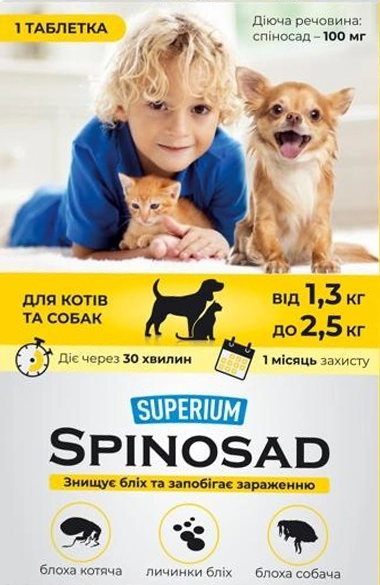 1 ТАБЛЕТКА
Діюча речовина:
спіносад – 100 мг
ДЛЯ КОТІВ
ТА СОБАК
ВІД 1,3 КГ
ДО 2,5 КГ
Діє через 30 хвилин
1 місяць захисту
SUPERIUM
SPINOSAD
Знищує бліх та запобігає зараженню
блоха котяча
личинки бліх
блоха собача